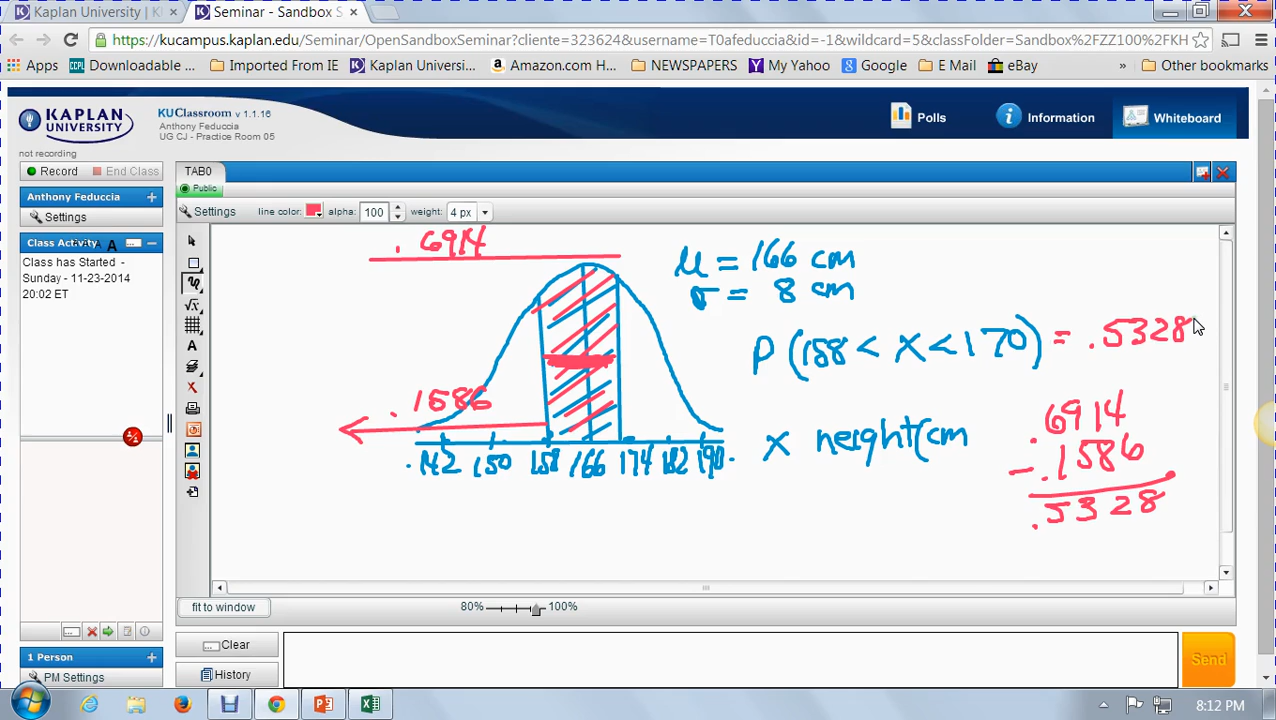 Kaplan University | K
Seminar - Sandbox S
https://kucampus.kaplan.edu/Seminar/OpenSandboxSeminar?cliente=323624&username=T0afeduccia&id=-1&wildcard=5&classFolder=Sandbox%2FZZ100%2FKH
Apps
Downloadable ...
Imported From IE
Kaplan Universi...
Amazon.com H...
NEWSPAPERS
My Yahoo
Google
E Mail
eBay
»
Other bookmarks
KAPLAN
UNIVERSITY
KUClassroom v 1.1.16
Anthony Feduccia
UG CJ - Practice Room 05
Polls
Information
Whiteboard
not recording
Record
End Class
Anthony Feduccia
Settings
Class Activity
A
Class has Started -
Sunday - 11-23-2014
20:02 ET
1 Person
PM Settings
TAB0
Public
Settings
line color:
alpha:
100
weight:
4 px
.6914
.1586
.142 150 158 166 174 182 190.
μ = 166 cm
σ = 8 cm
P(158 < X < 170) = .5328
x height(cm
.6914
- .1586
.5328
fit to window
80%
100%
Clear
History
Send
8:12 PM